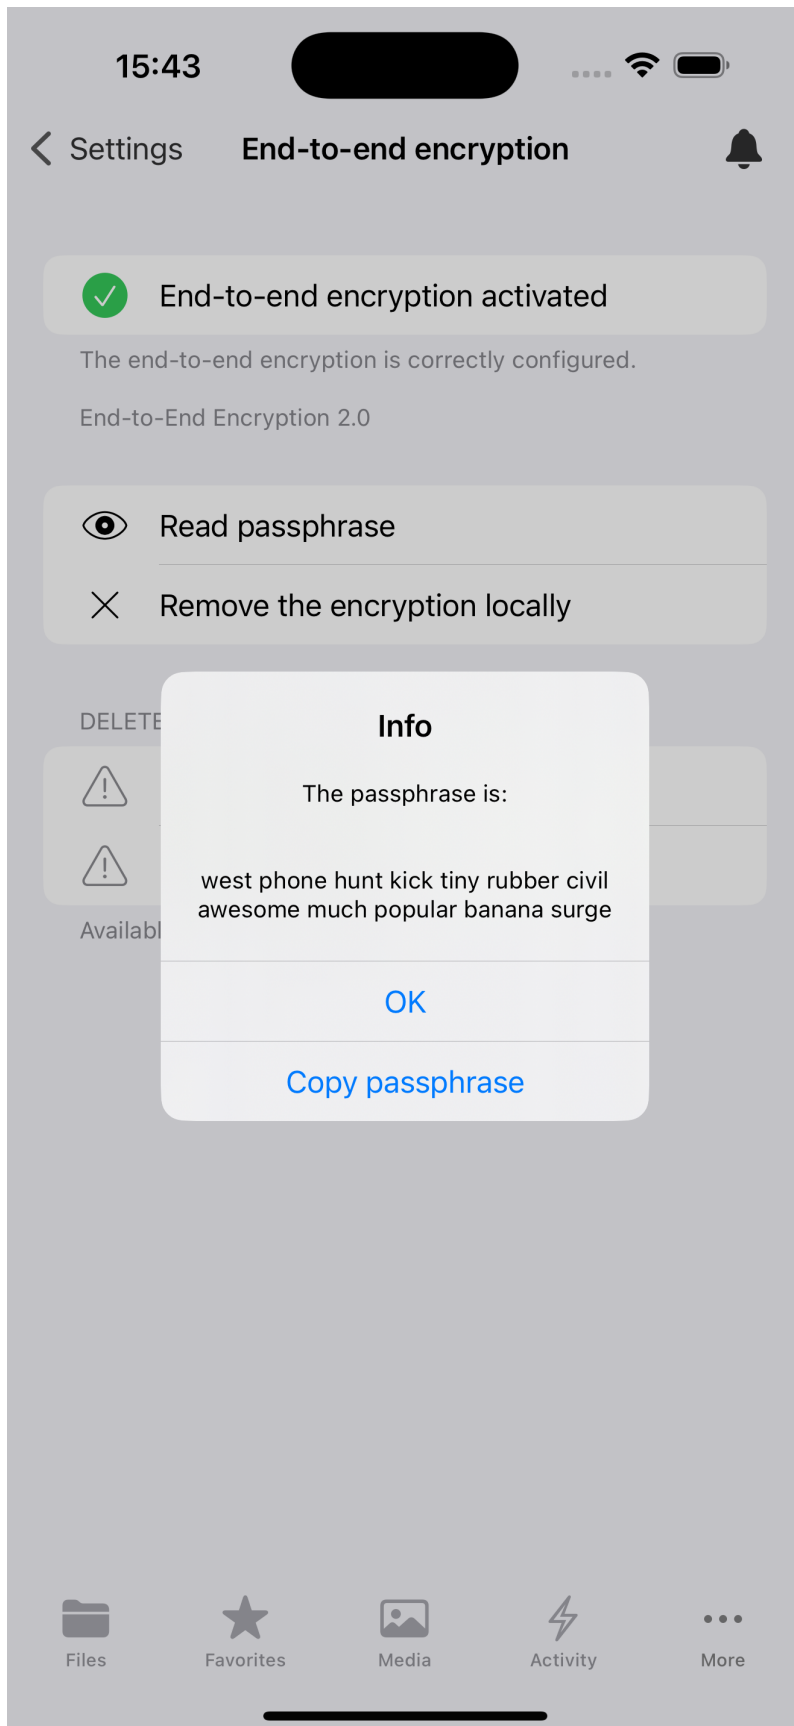 15:43
Settings
End-to-end encryption
End-to-end encryption activated
The end-to-end encryption is correctly configured.
End-to-End Encryption 2.0
Read passphrase
Remove the encryption locally
DELETE
Info
The passphrase is:
west phone hunt kick tiny rubber civil
awesome much popular banana surge
OK
Copy passphrase
Files
Favorites
Media
Activity
More